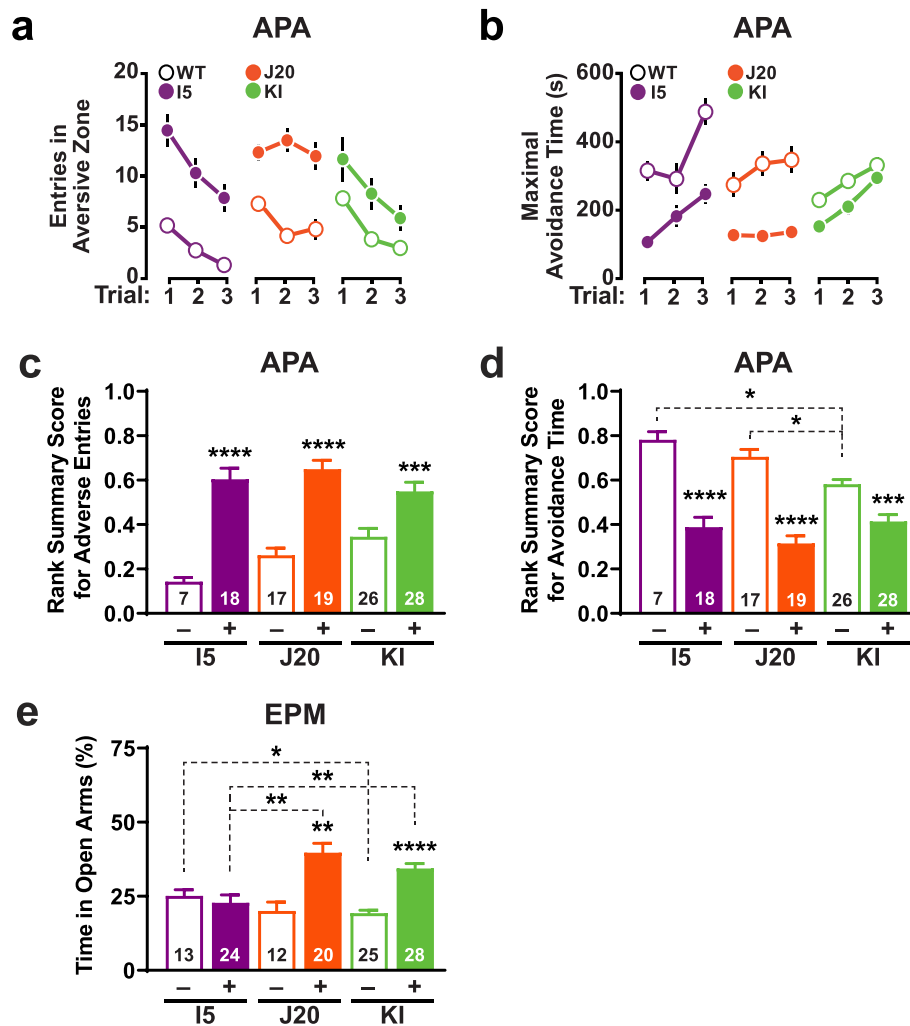 a
APA
Entries in
Aversive Zone
20
15
10
5
0
WT
I5
J20
KI
Trial: 1 2 3 1 2 3 1 2 3
b
APA
Maximal
Avoidance Time (s)
600
400
200
0
WT
I5
J20
KI
Trial: 1 2 3 1 2 3 1 2 3
c
APA
Rank Summary Score
for Adverse Entries
1.0
0.8
0.6
0.4
0.2
0.0
**** **** ***
7 18 17 19 26 28
– + – + – +
I5 J20 KI
d
APA
Rank Summary Score
for Avoidance Time
1.0
0.8
0.6
0.4
0.2
0.0
*
*
**** **** ***
7 18 17 19 26 28
– + – + – +
I5 J20 KI
e
EPM
Time in Open Arms (%)
75
50
25
0
*
**
**
** ****
13 24 12 20 25 28
– + – + – +
I5 J20 KI